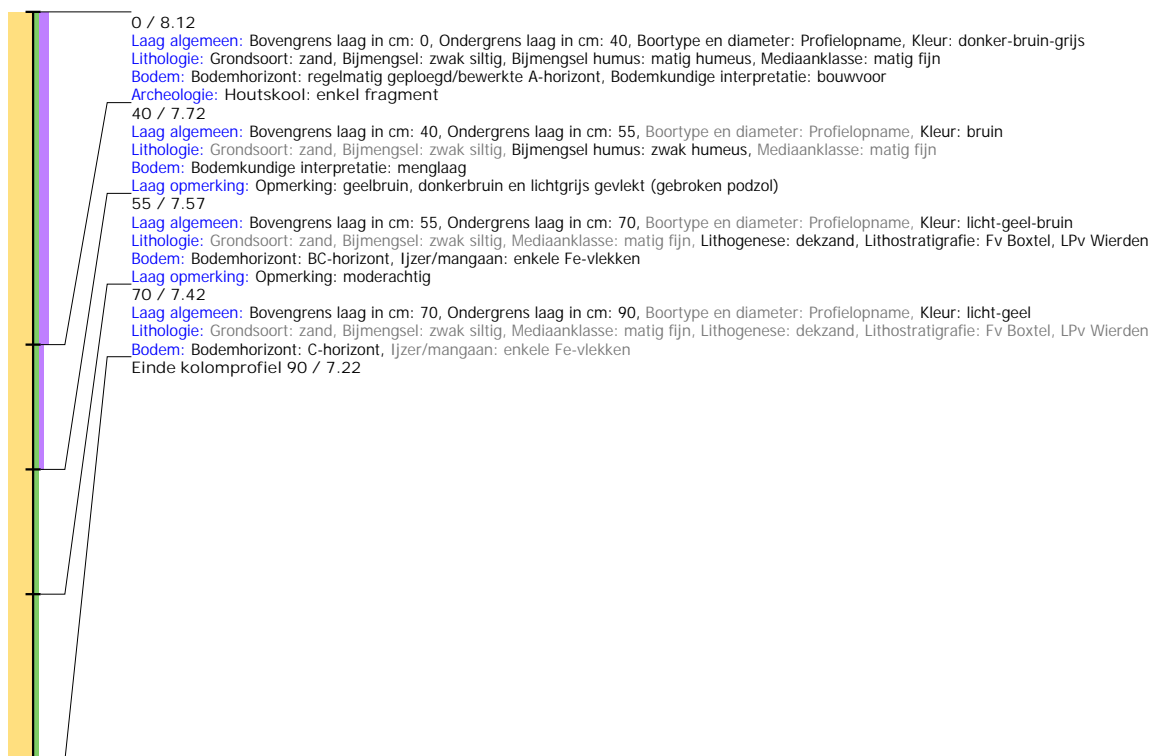 0 / 8.12
Laag algemeen: Bovengrens laag in cm: 0, Ondergrens laag in cm: 40, Boortype en diameter: Profielopname, Kleur: donker-bruin-grijs
Lithologie: Grondsoort: zand, Bijmengsel: zwak siltig, Bijmengsel humus: matig humeus, Mediaanklasse: matig fijn
Bodem: Bodemhorizont: regelmatig geploegd/bewerkte A-horizont, Bodemkundige interpretatie: bouwvoor
Archeologie: Houtskool: enkel fragment
40 / 7.72
Laag algemeen: Bovengrens laag in cm: 40, Ondergrens laag in cm: 55, Boortype en diameter: Profielopname, Kleur: bruin
Lithologie: Grondsoort: zand, Bijmengsel: zwak siltig, Bijmengsel humus: zwak humeus, Mediaanklasse: matig fijn
Bodem: Bodemkundige interpretatie: menglaag
Laag opmerking: Opmerking: geelbruin, donkerbruin en lichtgrijs gevlekt (gebroken podzol)
55 / 7.57
Laag algemeen: Bovengrens laag in cm: 55, Ondergrens laag in cm: 70, Boortype en diameter: Profielopname, Kleur: licht-geel-bruin
Lithologie: Grondsoort: zand, Bijmengsel: zwak siltig, Mediaanklasse: matig fijn, Lithogenese: dekzand, Lithostratigrafie: Fv Boxtel, LPv Wierden
Bodem: Bodemhorizont: BC-horizont, Ijzer/mangaan: enkele Fe-vlekken
Laag opmerking: Opmerking: moderachtig
70 / 7.42
Laag algemeen: Bovengrens laag in cm: 70, Ondergrens laag in cm: 90, Boortype en diameter: Profielopname, Kleur: licht-geel
Lithologie: Grondsoort: zand, Bijmengsel: zwak siltig, Mediaanklasse: matig fijn, Lithogenese: dekzand, Lithostratigrafie: Fv Boxtel, LPv Wierden
Bodem: Bodemhorizont: C-horizont, Ijzer/mangaan: enkele Fe-vlekken
Einde kolomprofiel 90 / 7.22